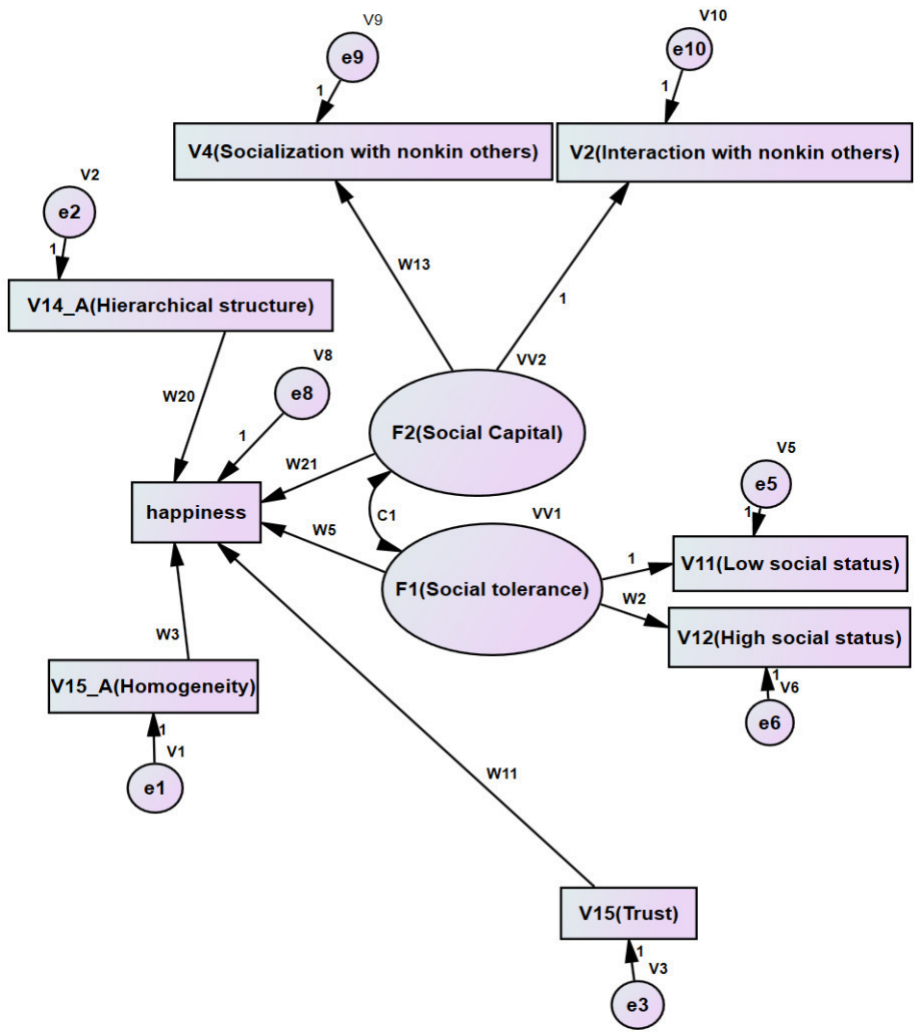 V9
e9
1
V10
e10
1
V4(Socialization with nonkin others)
V2(Interaction with nonkin others)
V2
e2
1
W13
1
V14_A(Hierarchical structure)
V8
e8
VV2
W20
1
F2(Social Capital)
W21
V5
e5
1
happiness
C1
VV1
W5
F1(Social tolerance)
1
V11(Low social status)
W2
V12(High social status)
W3
1
V6
e6
V15_A(Homogeneity)
1
V1
e1
W11
V15(Trust)
1
V3
e3